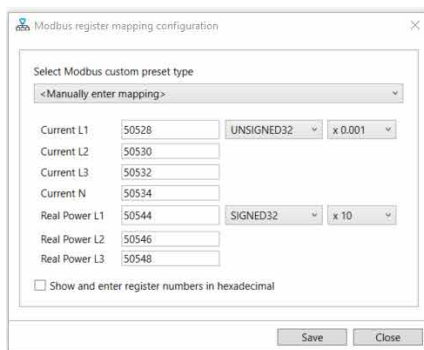 Modbus register mapping configuration
Select Modbus custom preset type
<Manually enter mapping>
Current L1 50528 UNSIGNED32 x 0.001
Current L2 50530
Current L3 50532
Current N 50534
Real Power L1 50544 SIGNED32 x 10
Real Power L2 50546
Real Power L3 50548
Show and enter register numbers in hexadecimal
Save Close